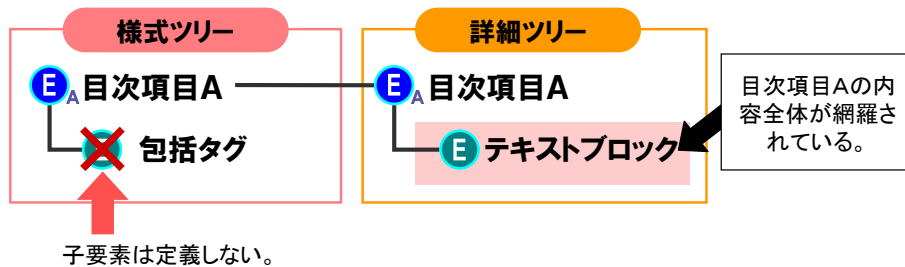 様式ツリー
詳細ツリー
E A 目次項目A
E A 目次項目A
包括タグ
E テキストブロック
目次項目Aの内
容全体が網羅さ
れている。
子要素は定義しない。